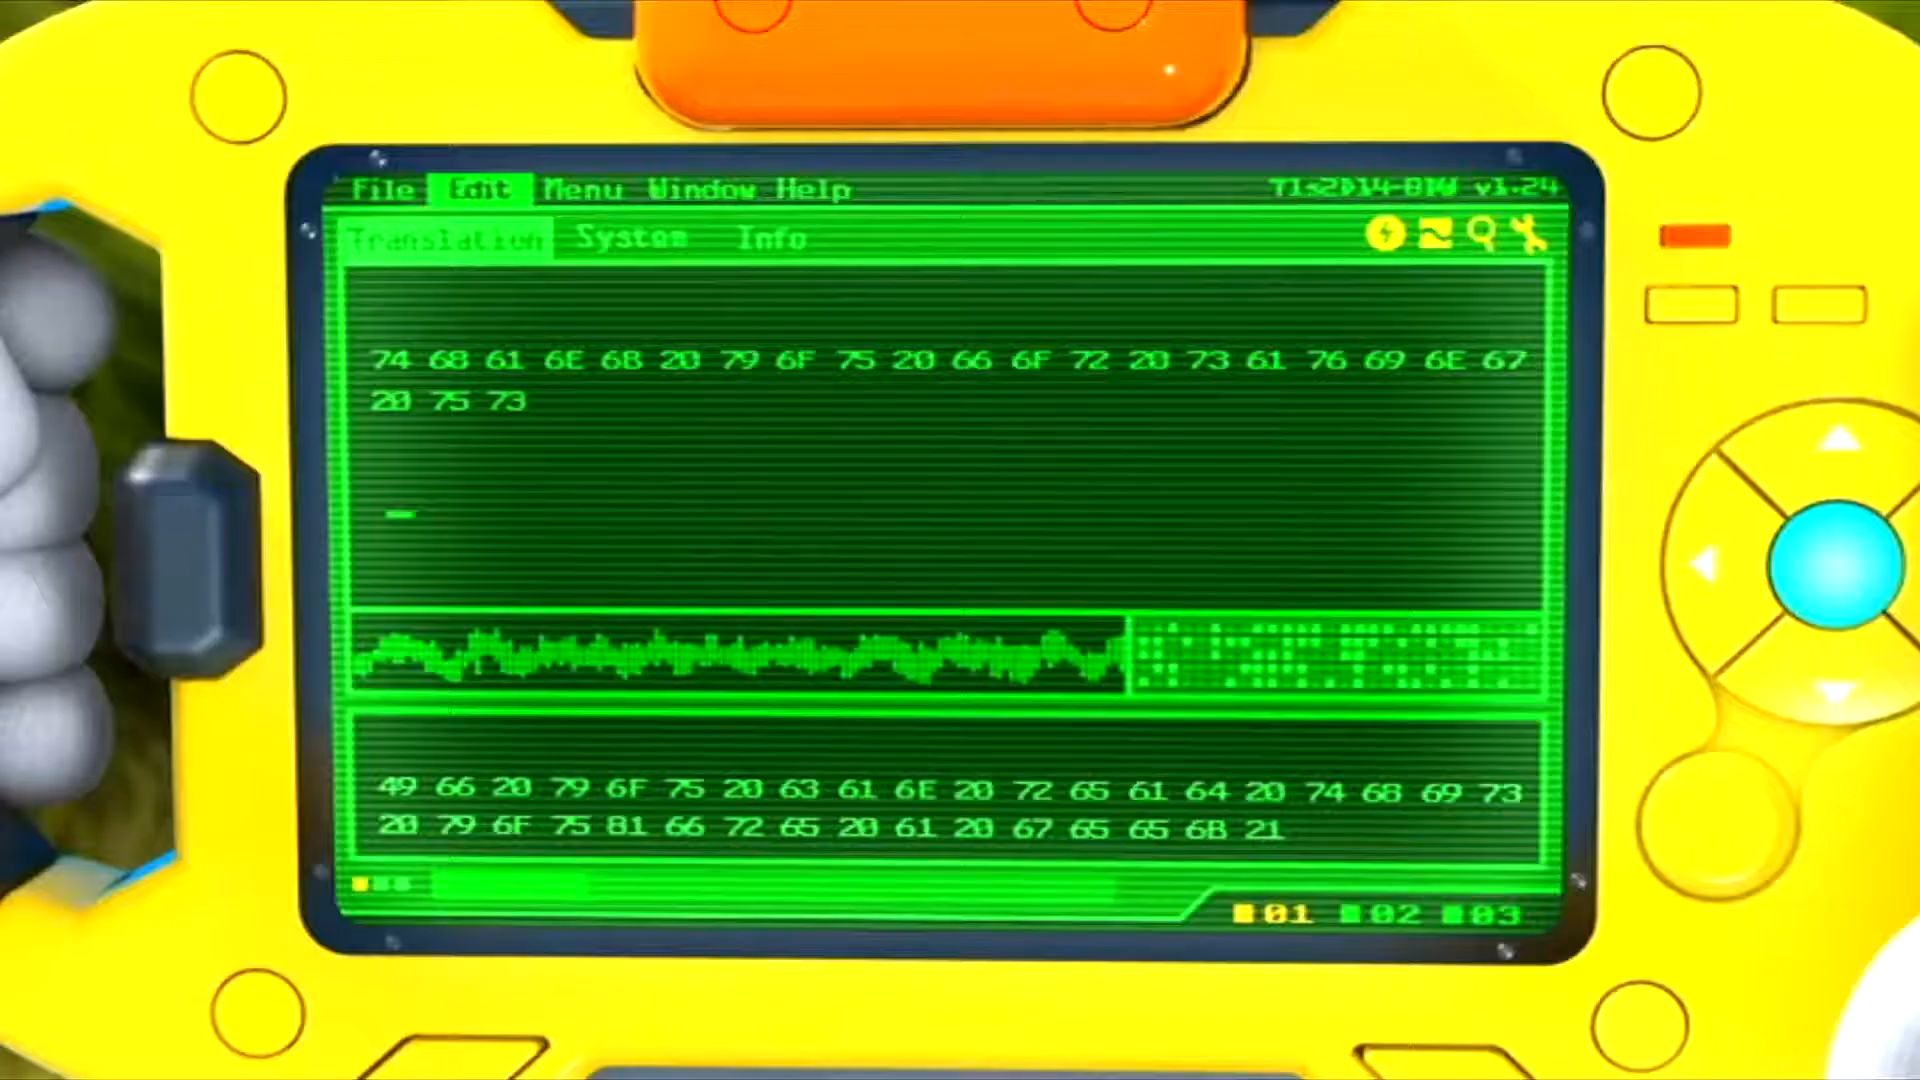 File Edit Menu Window Help
Translation System Info
74 68 61 6E 6B 20 79 6F 75 20 66 6F 72 20 73 61 76 69 6E 67
20 75 73
49 66 20 79 6F 75 20 63 61 6E 20 72 65 61 64 20 74 68 69 73
20 79 6F 75 81 66 72 65 20 61 20 67 65 65 6B 21
01 02 03